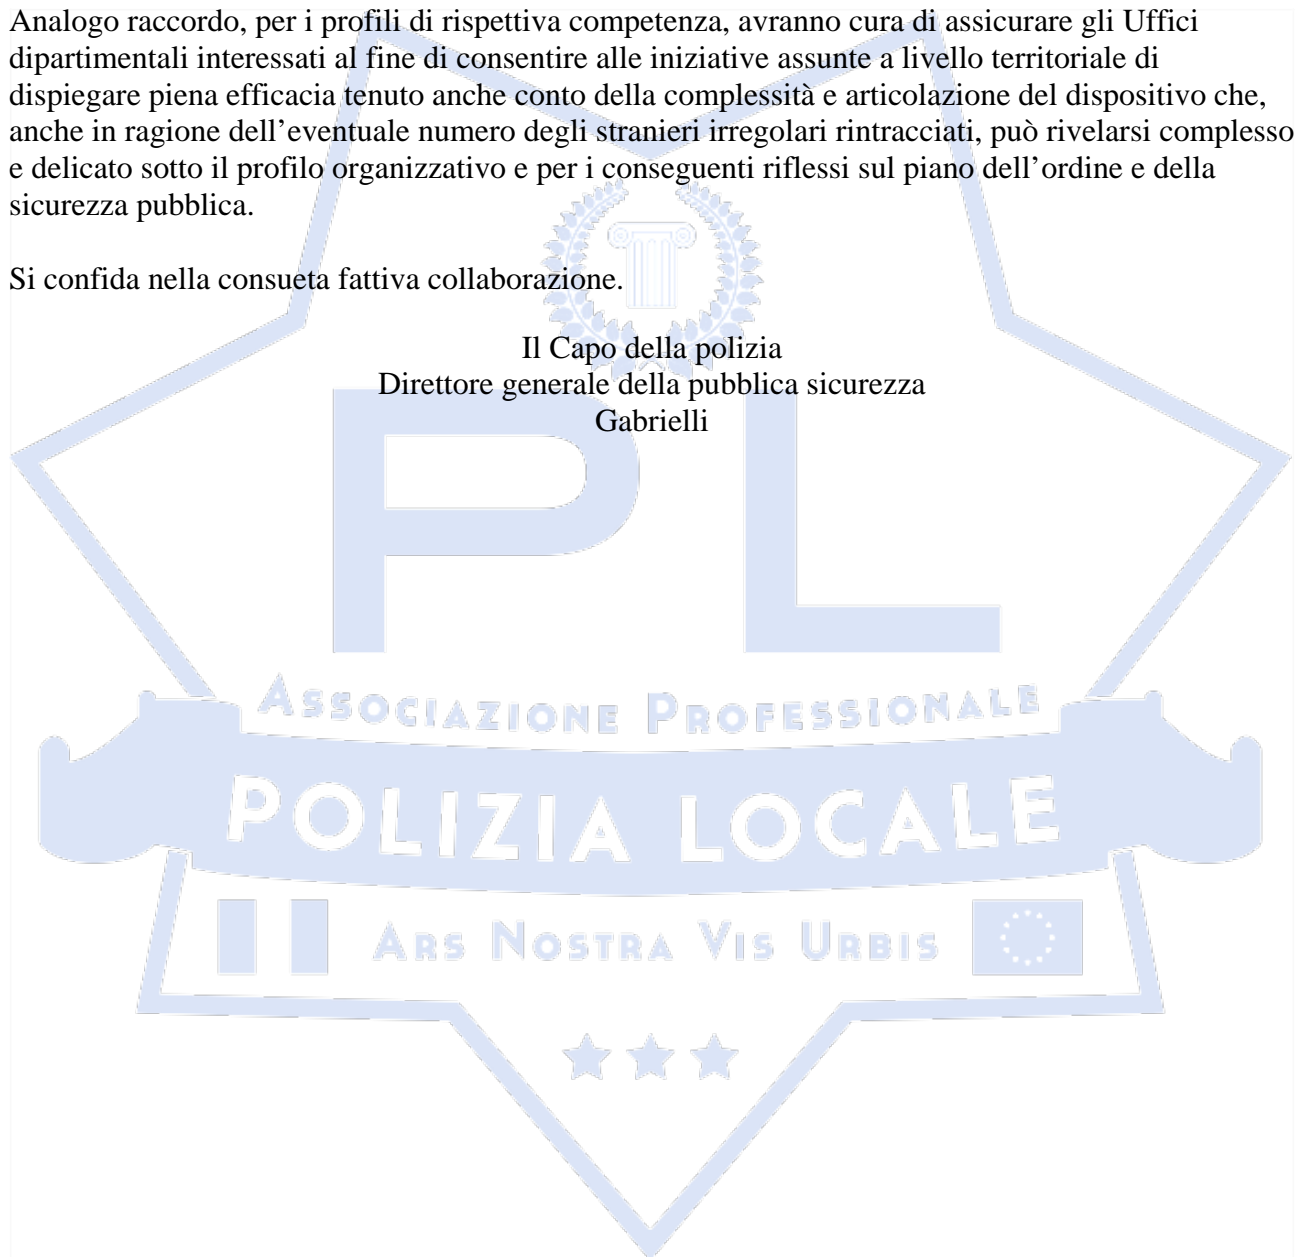 Analogo raccordo, per i profili di rispettiva competenza, avranno cura di assicurare gli Uffici
dipartimentali interessati al fine di consentire alle iniziative assunte a livello territoriale di
dispiegare piena efficacia tenuto anche conto della complessità e articolazione del dispositivo che,
anche in ragione dell’eventuale numero degli stranieri irregolari rintracciati, può rivelarsi complesso
e delicato sotto il profilo organizzativo e per i conseguenti riflessi sul piano dell’ordine e della
sicurezza pubblica.
Si confida nella consueta fattiva collaborazione.
Il Capo della polizia
Direttore generale della pubblica sicurezza
Gabrielli
PL
ASSOCIAZIONE PROFESSIONALE
POLIZIA LOCALE
ARS NOSTRA VIS URBIS